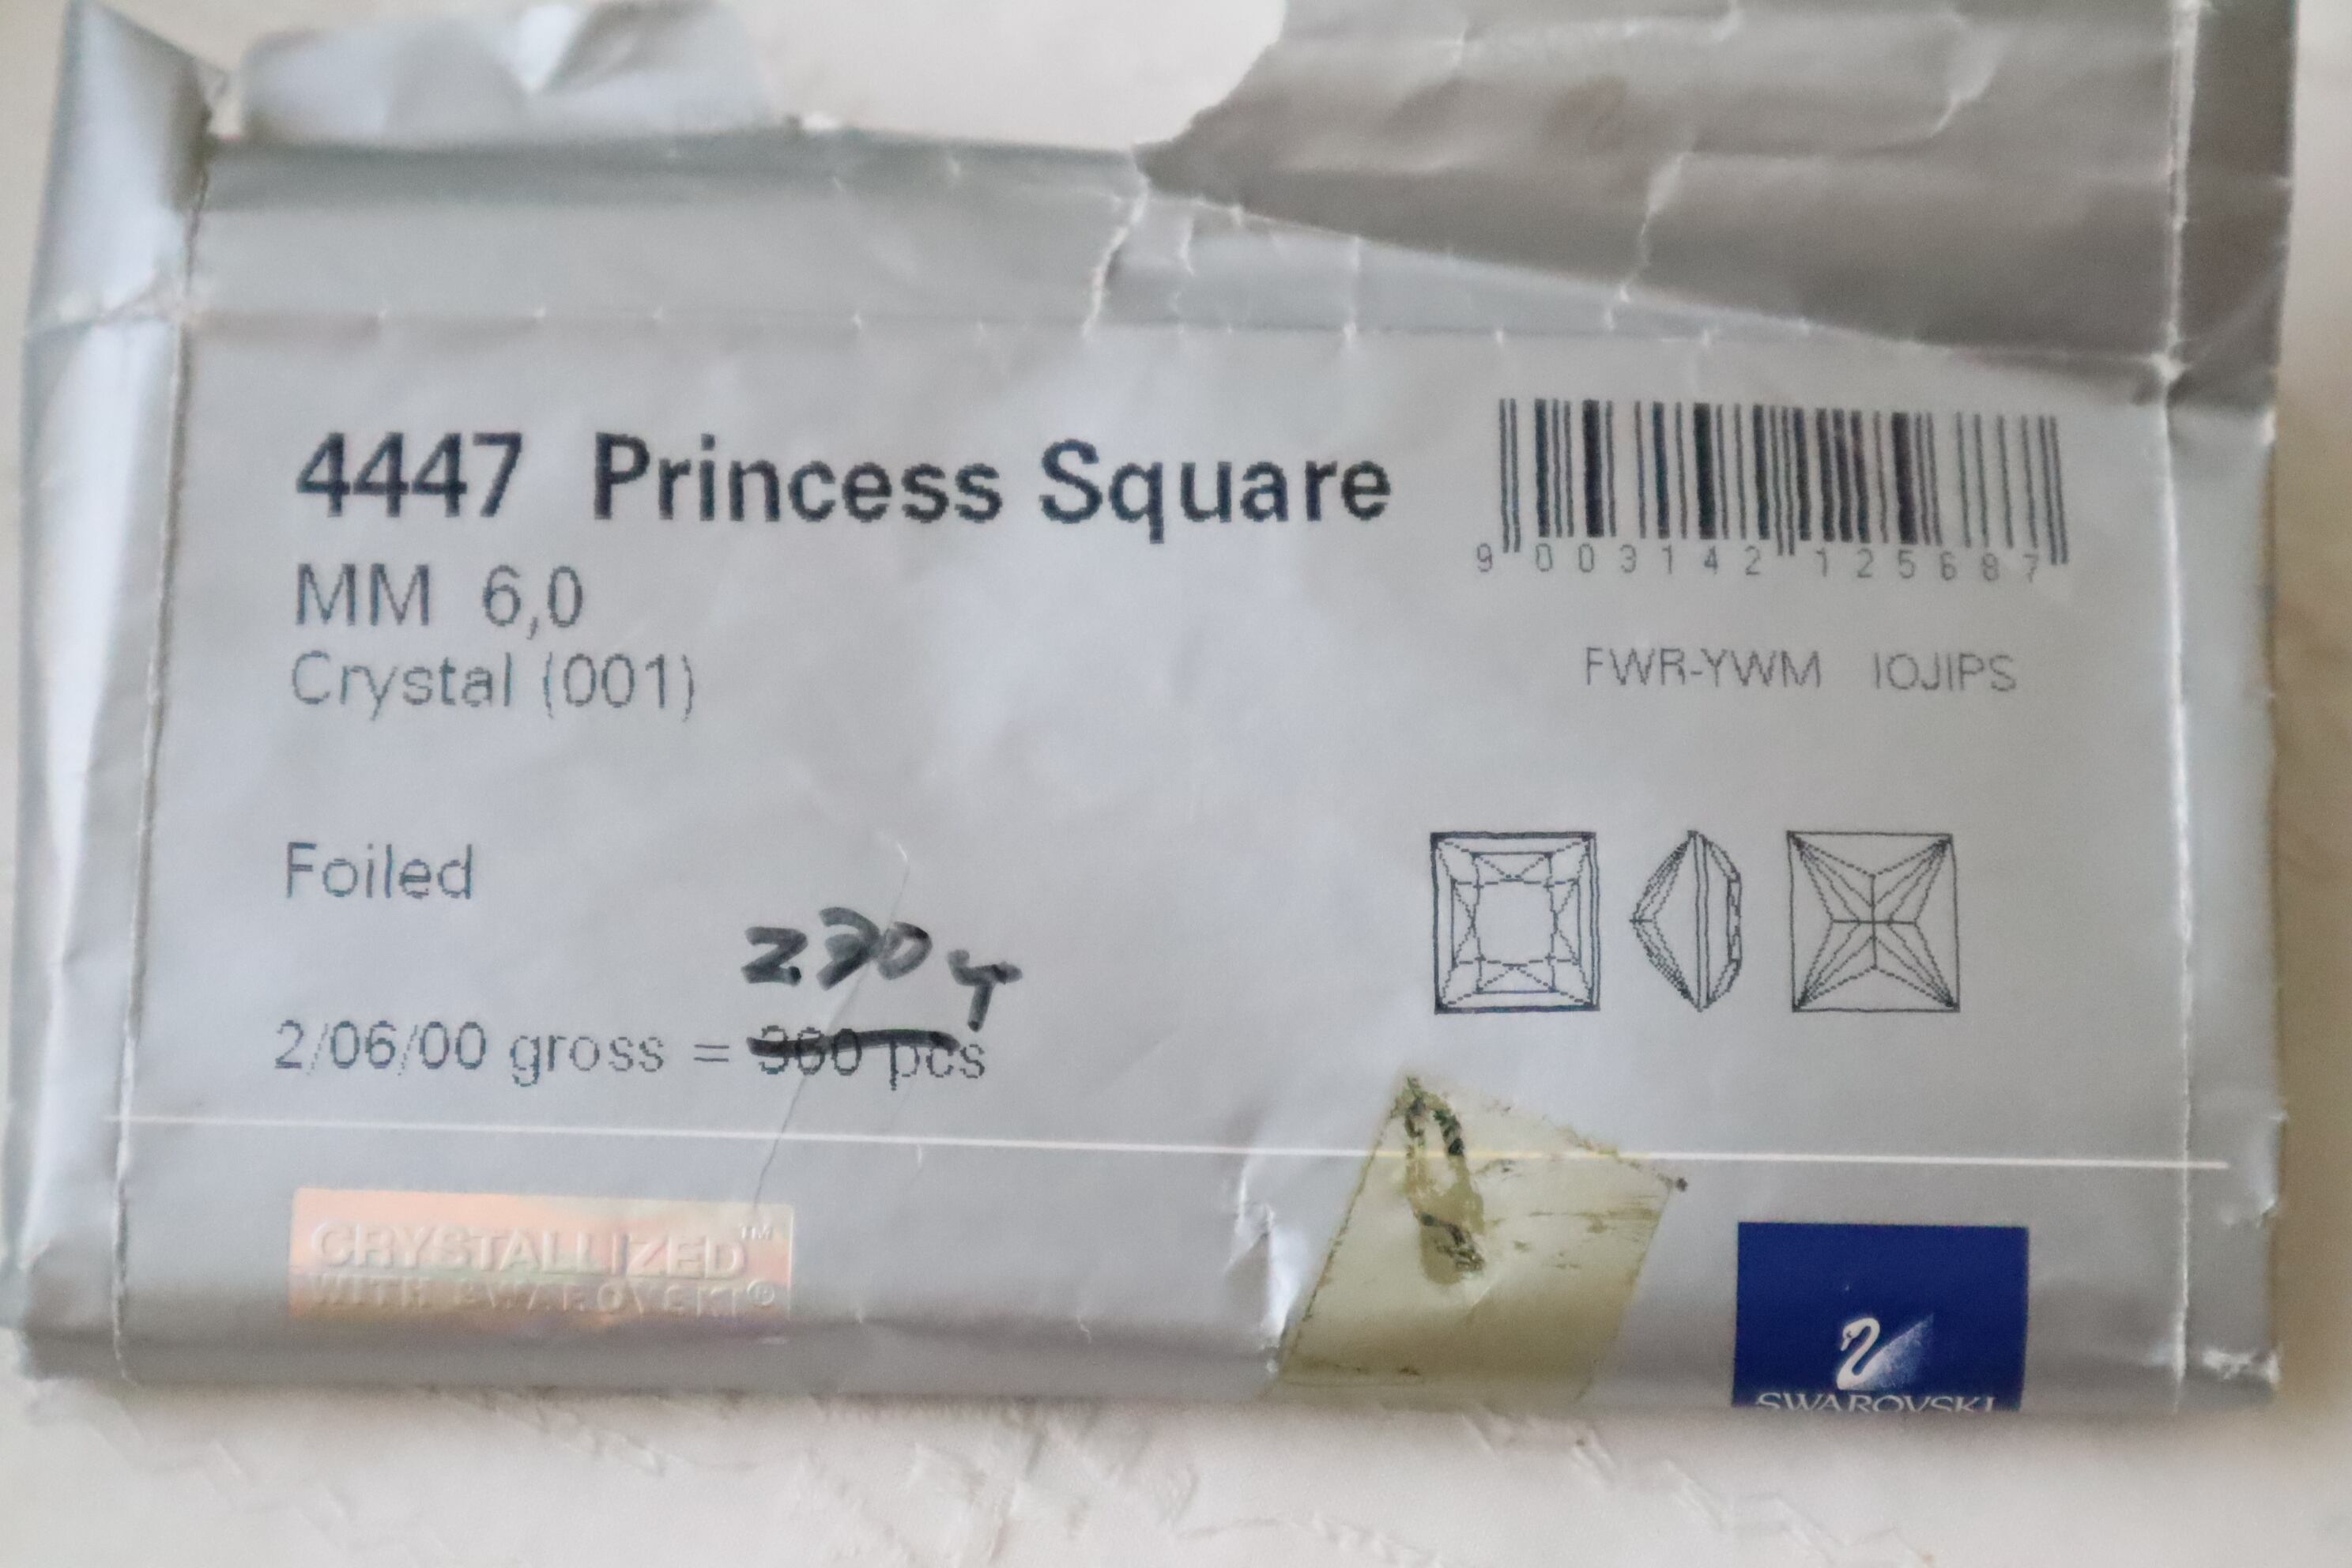 4447 Princess Square
MM 6,0
Crystal (001)
9 003142 125687
FWR-YWM IOJIPS
Foiled
230
2/06/00 gross = 360 pcs
CRYSTALLIZED™
WITH SWAROVSKI®
SWAROVSKI